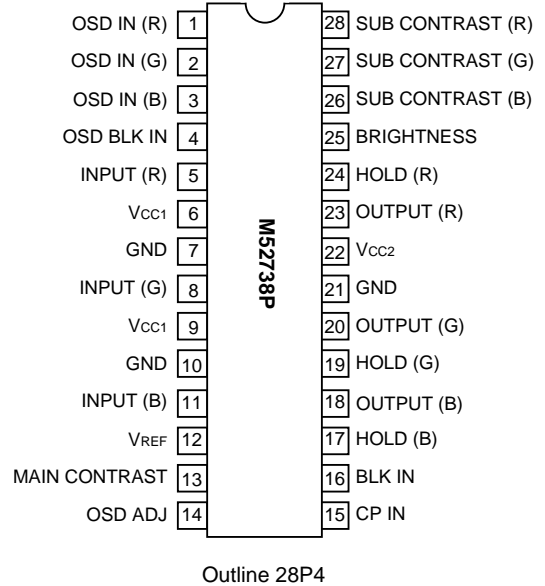 OSD IN (R) 1 28 SUB CONTRAST (R)
OSD IN (G) 2 27 SUB CONTRAST (G)
OSD IN (B) 3 26 SUB CONTRAST (B)
OSD BLK IN 4 25 BRIGHTNESS
INPUT (R) 5 24 HOLD (R)
VCC1 6 23 OUTPUT (R)
GND 7 22 VCC2
INPUT (G) 8 21 GND
VCC1 9 20 OUTPUT (G)
GND 10 19 HOLD (G)
INPUT (B) 11 18 OUTPUT (B)
VREF 12 17 HOLD (B)
MAIN CONTRAST 13 16 BLK IN
OSD ADJ 14 15 CP IN
M52738P
Outline 28P4